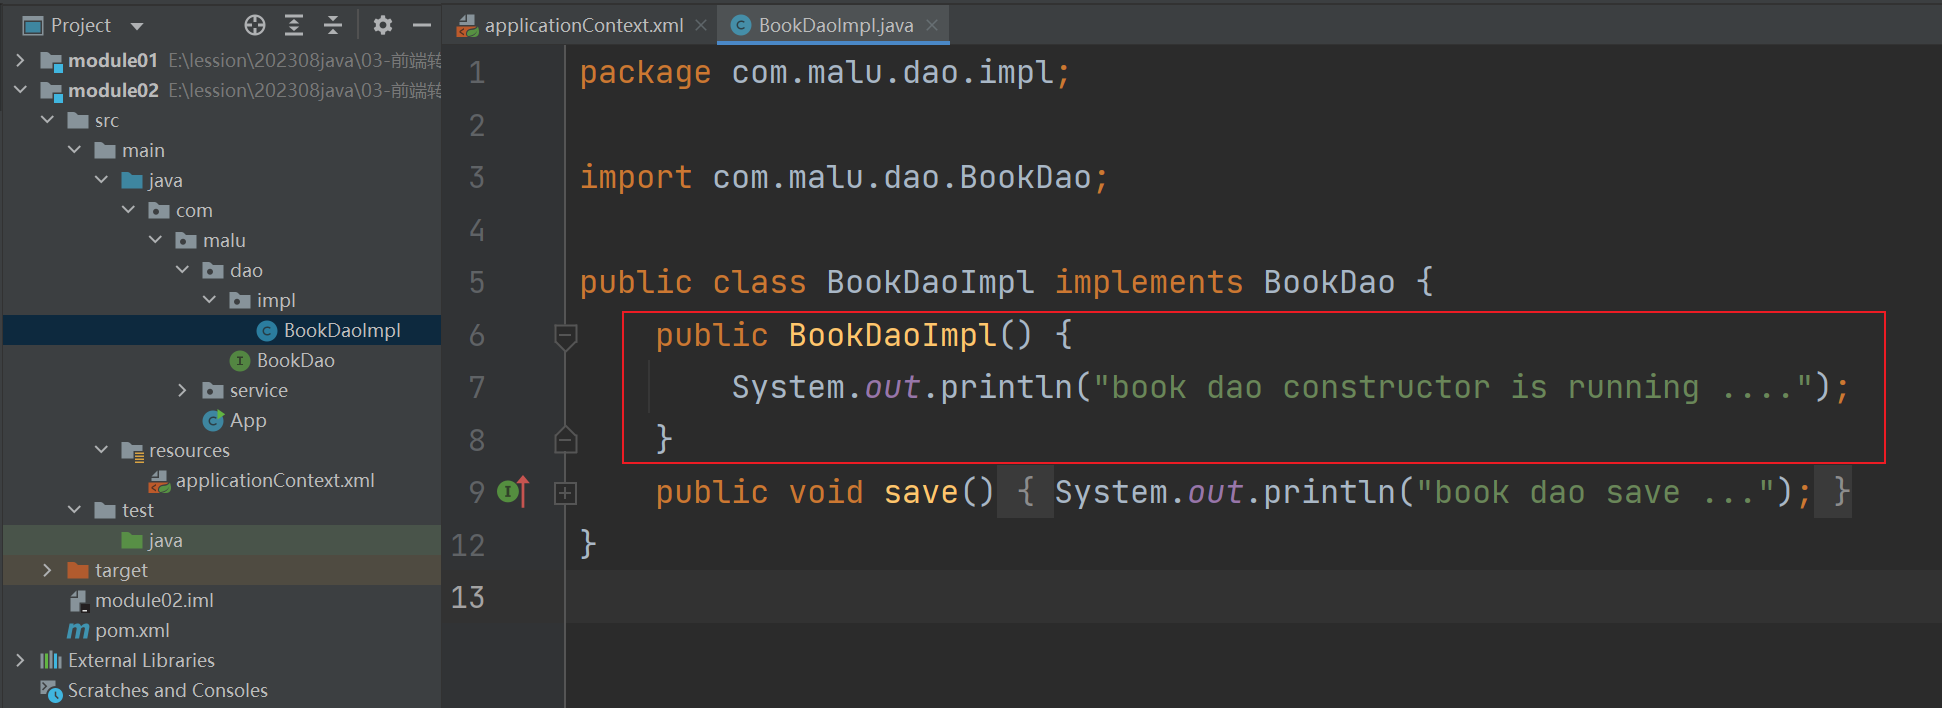 Project
module01 E:\lession\202308java\03-前端转
module02 E:\lession\202308java\03-前端转
src
main
java
com
malu
dao
impl
BookDaoImpl
BookDao
service
App
resources
applicationContext.xml
test
java
target
module02.iml
pom.xml
External Libraries
Scratches and Consoles
applicationContext.xml
BookDaoImpl.java
1 package com.malu.dao.impl;
2
3 import com.malu.dao.BookDao;
4
5 public class BookDaoImpl implements BookDao {
6 public BookDaoImpl() {
7 System.out.println("book dao constructor is running ....");
8 }
9 public void save() { System.out.println("book dao save ..."); }
12 }
13